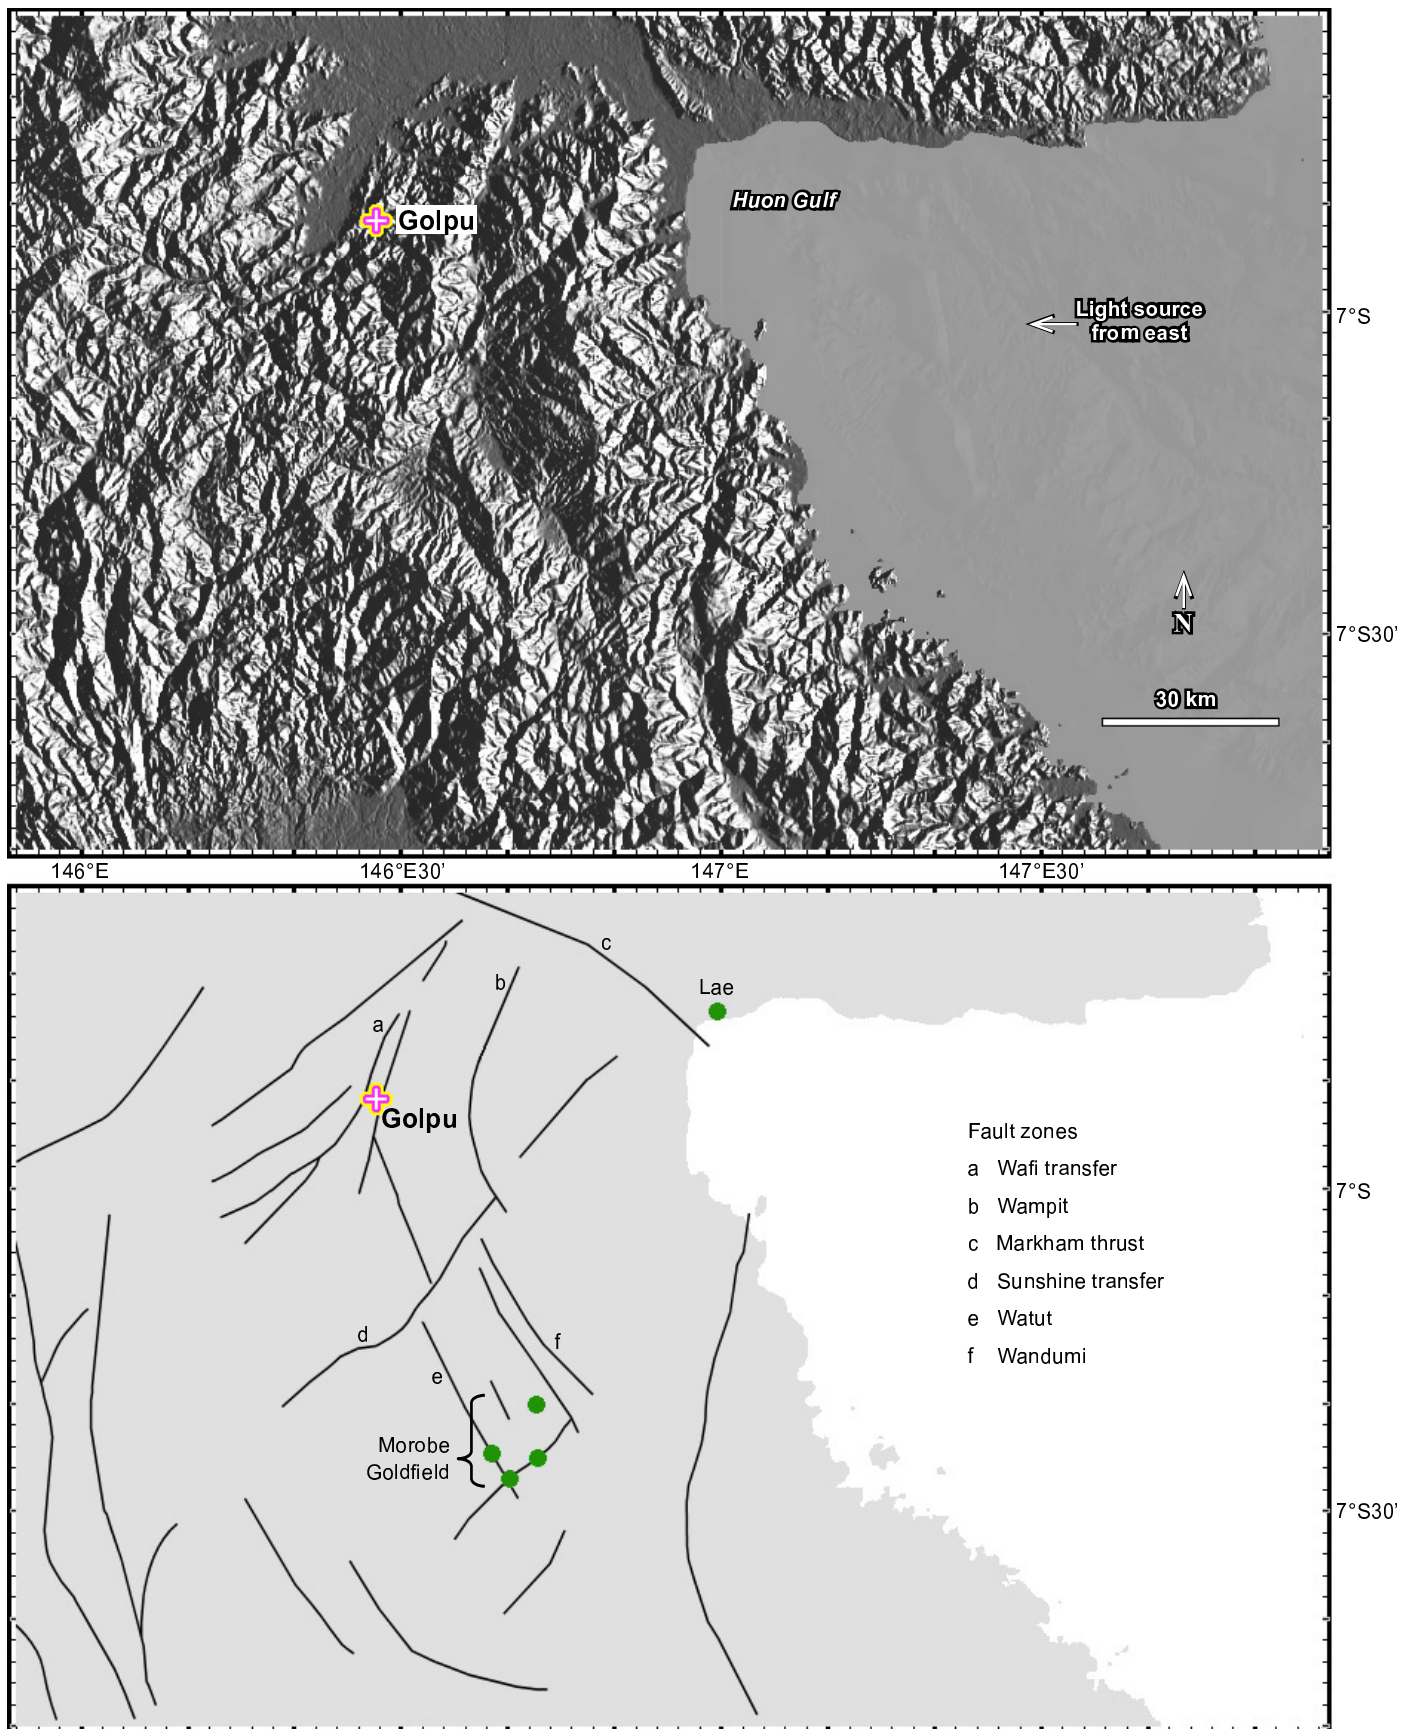 Huon Gulf
Golpu
Light source
from east
7°S
N
7°S30'
30 km
146°E
146°E30'
147°E
147°E30'
c
b
Lae
a
Golpu
Fault zones
a Wafi transfer
7°S
b Wampit
c Markham thrust
d Sunshine transfer
e Watut
d
f
f Wandumi
e
Morobe
Goldfield
7°S30'